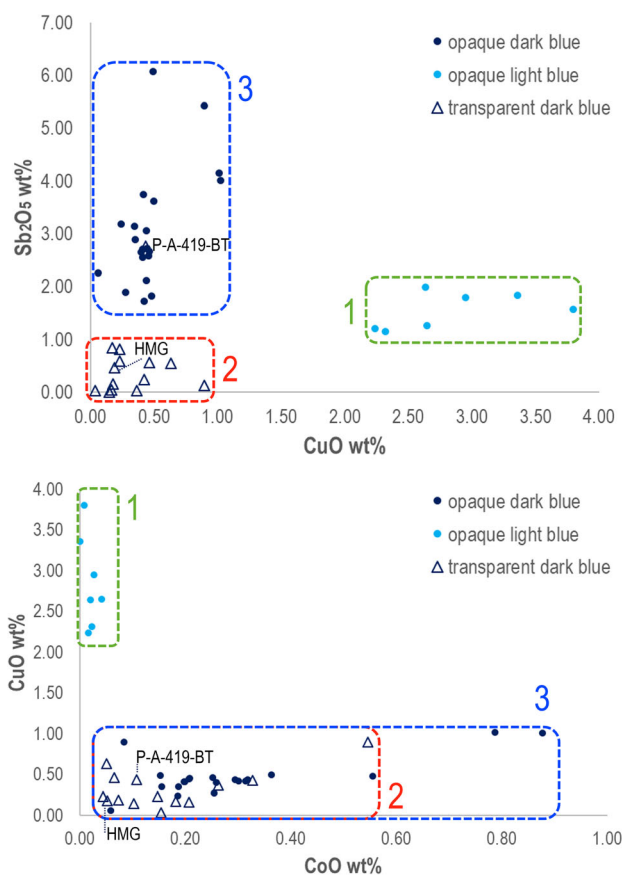 7.00
6.00
5.00
4.00
3.00
2.00
1.00
0.00
Sb₂O₅ wt%
opaque dark blue
opaque light blue
transparent dark blue
3
P-A-419-BT
1
HMG
2
0.00 0.50 1.00 1.50 2.00 2.50 3.00 3.50 4.00
CuO wt%
4.00
3.50
3.00
2.50
2.00
1.50
1.00
0.50
0.00
CuO wt%
opaque dark blue
opaque light blue
transparent dark blue
1
3
P-A-419-BT
2
HMG
0.00 0.20 0.40 0.60 0.80 1.00
CoO wt%